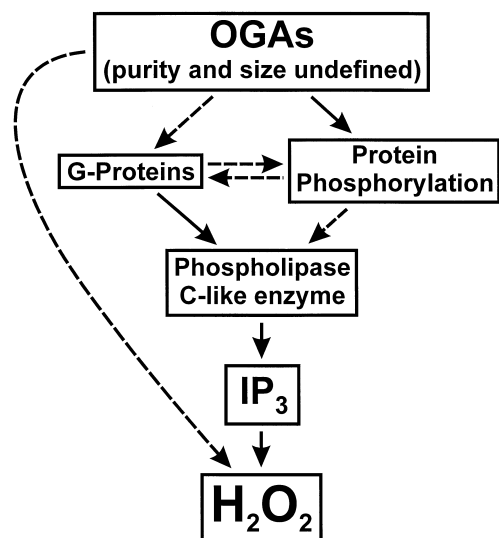 OGAs
(purity and size undefined)
G-Proteins
Protein
Phosphorylation
Phospholipase
C-like enzyme
IP₃
H₂O₂